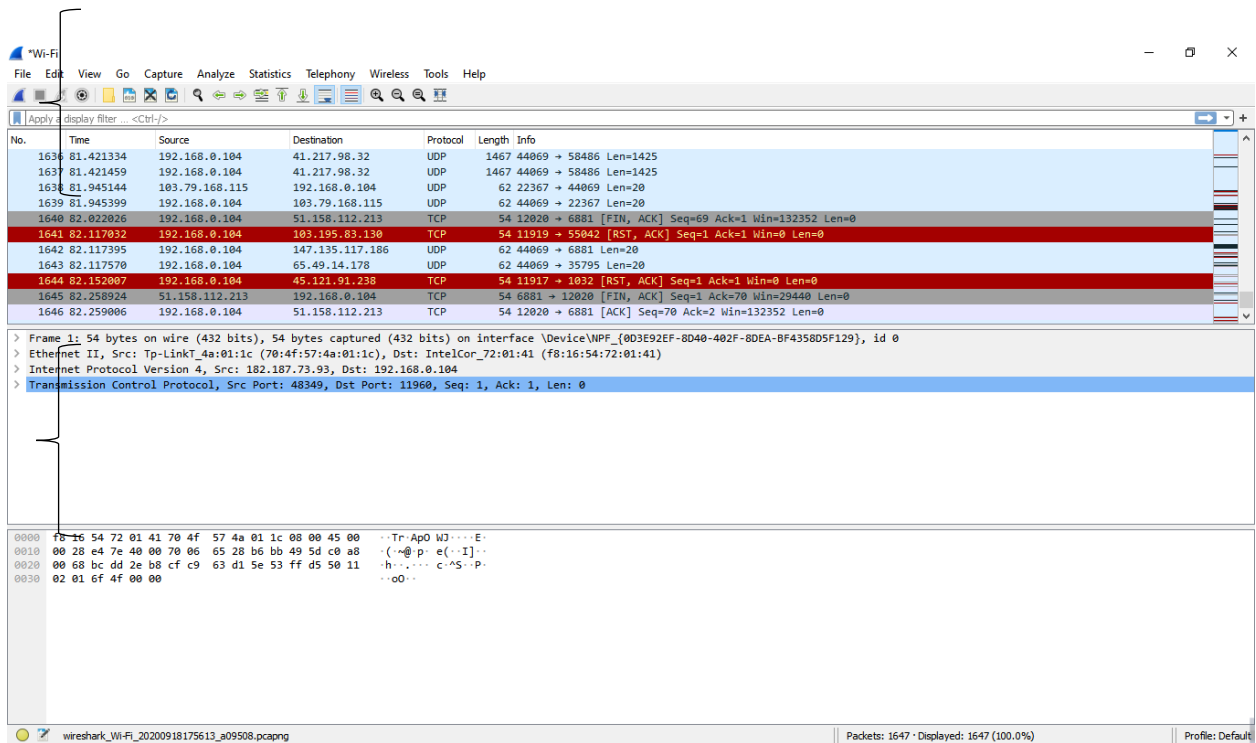 *Wi-Fi
File Edit View Go Capture Analyze Statistics Telephony Wireless Tools Help
Apply a display filter ... <Ctrl-/>
No. Time Source Destination Protocol Length Info
1636 81.421334 192.168.0.104 41.217.98.32 UDP 1467 44069 → 58486 Len=1425
1637 81.421459 192.168.0.104 41.217.98.32 UDP 1467 44069 → 58486 Len=1425
1638 81.945144 103.79.168.115 192.168.0.104 UDP 62 22367 → 44069 Len=20
1639 81.945399 192.168.0.104 103.79.168.115 UDP 62 44069 → 22367 Len=20
1640 82.022026 192.168.0.104 51.158.112.213 TCP 54 12020 → 6881 [FIN, ACK] Seq=69 Ack=1 Win=132352 Len=0
1641 82.117032 192.168.0.104 103.195.83.130 TCP 54 11919 → 55042 [RST, ACK] Seq=1 Ack=1 Win=0 Len=0
1642 82.117395 192.168.0.104 147.135.117.186 UDP 62 44069 → 6881 Len=20
1643 82.117570 192.168.0.104 65.49.14.178 UDP 62 44069 → 35795 Len=20
1644 82.152007 192.168.0.104 45.121.91.238 TCP 54 11917 → 1032 [RST, ACK] Seq=1 Ack=1 Win=0 Len=0
1645 82.258924 51.158.112.213 192.168.0.104 TCP 54 6881 → 12020 [FIN, ACK] Seq=1 Ack=70 Win=29440 Len=0
1646 82.259006 192.168.0.104 51.158.112.213 TCP 54 12020 → 6881 [ACK] Seq=70 Ack=2 Win=132352 Len=0
> Frame 1: 54 bytes on wire (432 bits), 54 bytes captured (432 bits) on interface \Device\NPF_{0D3E92EF-8D40-402F-8DEA-BF4358D5F129}, id 0
> Ethernet II, Src: Tp-LinkT_4a:01:1c (70:4f:57:4a:01:1c), Dst: IntelCor_72:01:41 (f8:16:54:72:01:41)
> Internet Protocol Version 4, Src: 182.187.73.93, Dst: 192.168.0.104
> Transmission Control Protocol, Src Port: 48349, Dst Port: 11960, Seq: 1, Ack: 1, Len: 0
0000 f8 16 54 72 01 41 70 4f 57 4a 01 1c 08 00 45 00 ··Tr·ApO WJ····E·
0010 00 28 e4 7e 40 00 70 06 65 28 b6 bb 49 5d c0 a8 ·(·~@·p· e(··I]··
0020 00 68 bc dd 2e b8 cf c9 63 d1 5e 53 ff d5 50 11 ·h··.··· c·^S··P·
0030 02 01 6f 4f 00 00 ··oO··
wireshark_Wi-Fi_20200918175613_a09508.pcapng Packets: 1647 · Displayed: 1647 (100.0%) Profile: Default